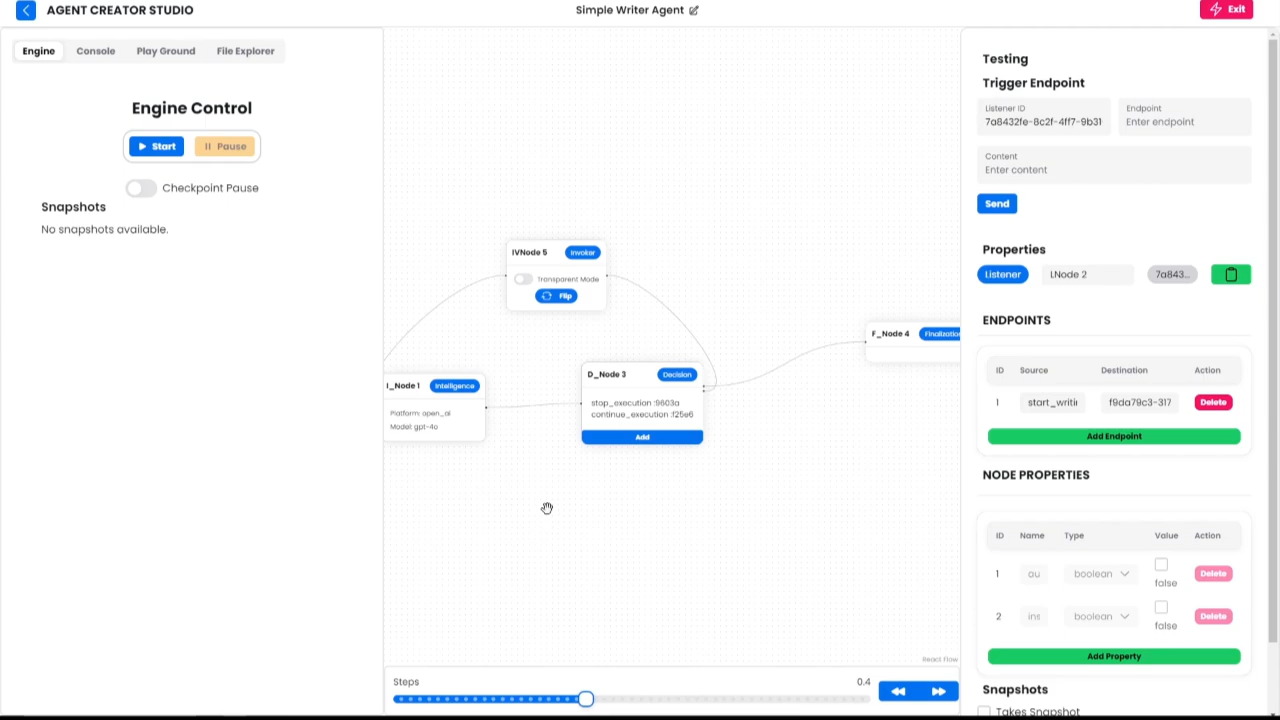 AGENT CREATOR STUDIO
Simple Writer Agent
Exit
Engine
Console
Play Ground
File Explorer
Engine Control
Start
Pause
Checkpoint Pause
Snapshots
No snapshots available.
IVNode 5
Invoker
Transparent Mode
Flip
I_Node 1
Intelligence
Platform: open_ai
Model: gpt-4o
D_Node 3
Decision
stop_execution :9603a
continue_execution :f25e6
Add
F_Node 4
Finalization
React Flow
Steps
0.4
Testing
Trigger Endpoint
Listener ID
7a8432fe-8c2f-4ff7-9b31
Endpoint
Enter endpoint
Content
Enter content
Send
Properties
Listener
LNode 2
7a843...
ENDPOINTS
ID Source Destination Action
1 start_writi f9da79c3-317 Delete
Add Endpoint
NODE PROPERTIES
ID Name Type Value Action
1 au boolean false Delete
2 ins boolean false Delete
Add Property
Snapshots
Takes Snapshot